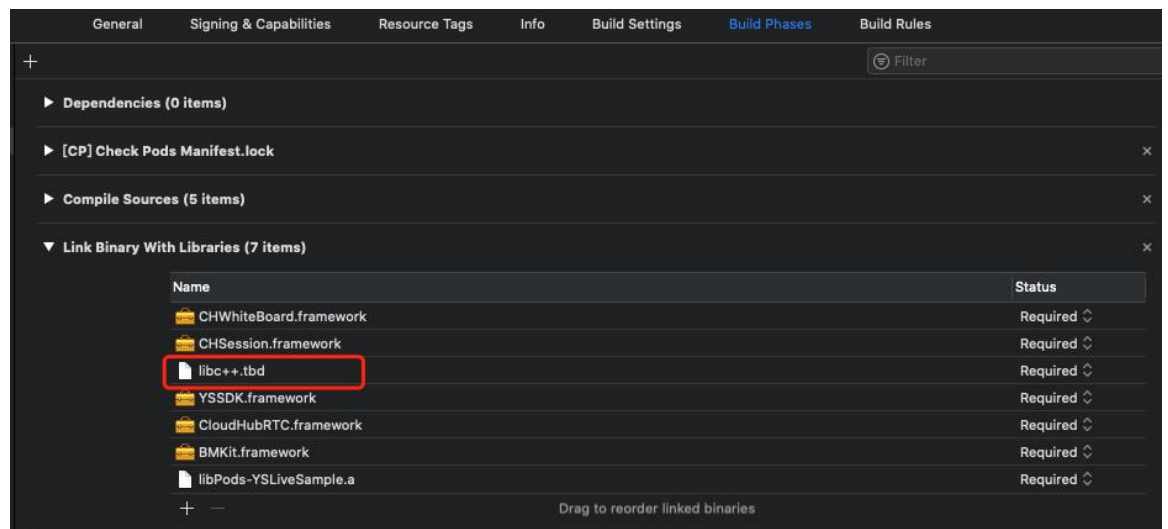 General Signing & Capabilities Resource Tags Info Build Settings Build Phases Build Rules
+ Filter
Dependencies (0 items)
[CP] Check Pods Manifest.lock ×
Compile Sources (5 items) ×
Link Binary With Libraries (7 items) ×
Name Status
CHWhiteBoard.framework Required
CHSession.framework Required
libc++.tbd Required
YSSDK.framework Required
CloudHubRTC.framework Required
BMKit.framework Required
libPods-YSLiveSample.a Required
+ — Drag to reorder linked binaries